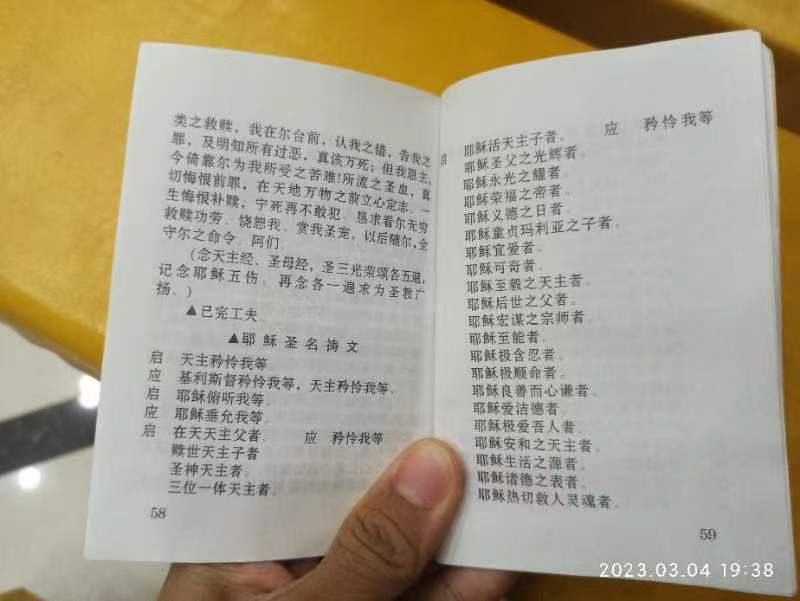 类之救赎，我在尔台前，认我之错，告我之
罪，及明知所有过恶，真该万死；但我恩主，
今倚靠尔为我所受之苦难!所流之圣血，真
切悔恨前罪，在天地万物之前立心定志、一
生悔恨补赎，宁死再不敢犯。恳求看尔无穷
救赎功劳、饶恕我、赏我圣宠，以后随尔，全
守尔之命令。阿们。
(念天主经、圣母经，圣三光荣颂各五遍，
记念耶稣五伤。再念各一遍求为圣教广
扬。)
▲已完工夫。
▲耶稣圣名祷文
启 天主矜怜我等。
应 基利斯督矜怜我等，天主矜怜我等。
启 耶稣俯听我等。
应 耶稣垂允我等。
启 在天天主父者。 应 矜怜我等
赎世天主子者
圣神天主者。
三位一体天主者。
58
启 耶稣活天主子者。 应 矜怜我等
耶稣圣父之光辉者。
耶稣永光之耀者。
耶稣荣福之帝者。
耶稣义德之日者。
耶稣童贞玛利亚之子者。
耶稣宜爱者。
耶稣可奇者。
耶稣至毅之天主者。
耶稣后世之父者。
耶稣宏谋之宗师者。
耶稣至能者。
耶稣极含忍者。
耶稣极顺命者。
耶稣良善而心谦者。
耶稣爱洁德者。
耶稣极爱吾人者。
耶稣安和之天主者。
耶稣生活之源者。
耶稣诸德之表者。
耶稣热切救人灵魂者。
59
2023.03.04 19:38